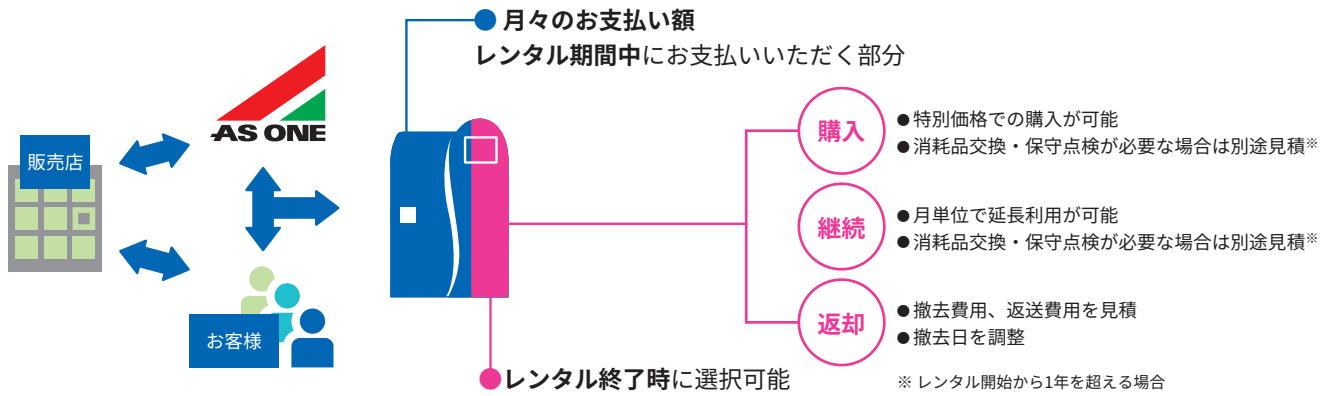 月々のお支払い額
レンタル期間中にお支払いいただく部分
AS ONE
販売店
お客様
購入
●特別価格での購入が可能
●消耗品交換・保守点検が必要な場合は別途見積※
継続
●月単位で延長利用が可能
●消耗品交換・保守点検が必要な場合は別途見積※
返却
●撤去費用、返送費用を見積
●撤去日を調整
レンタル終了時に選択可能
※ レンタル開始から1年を超える場合